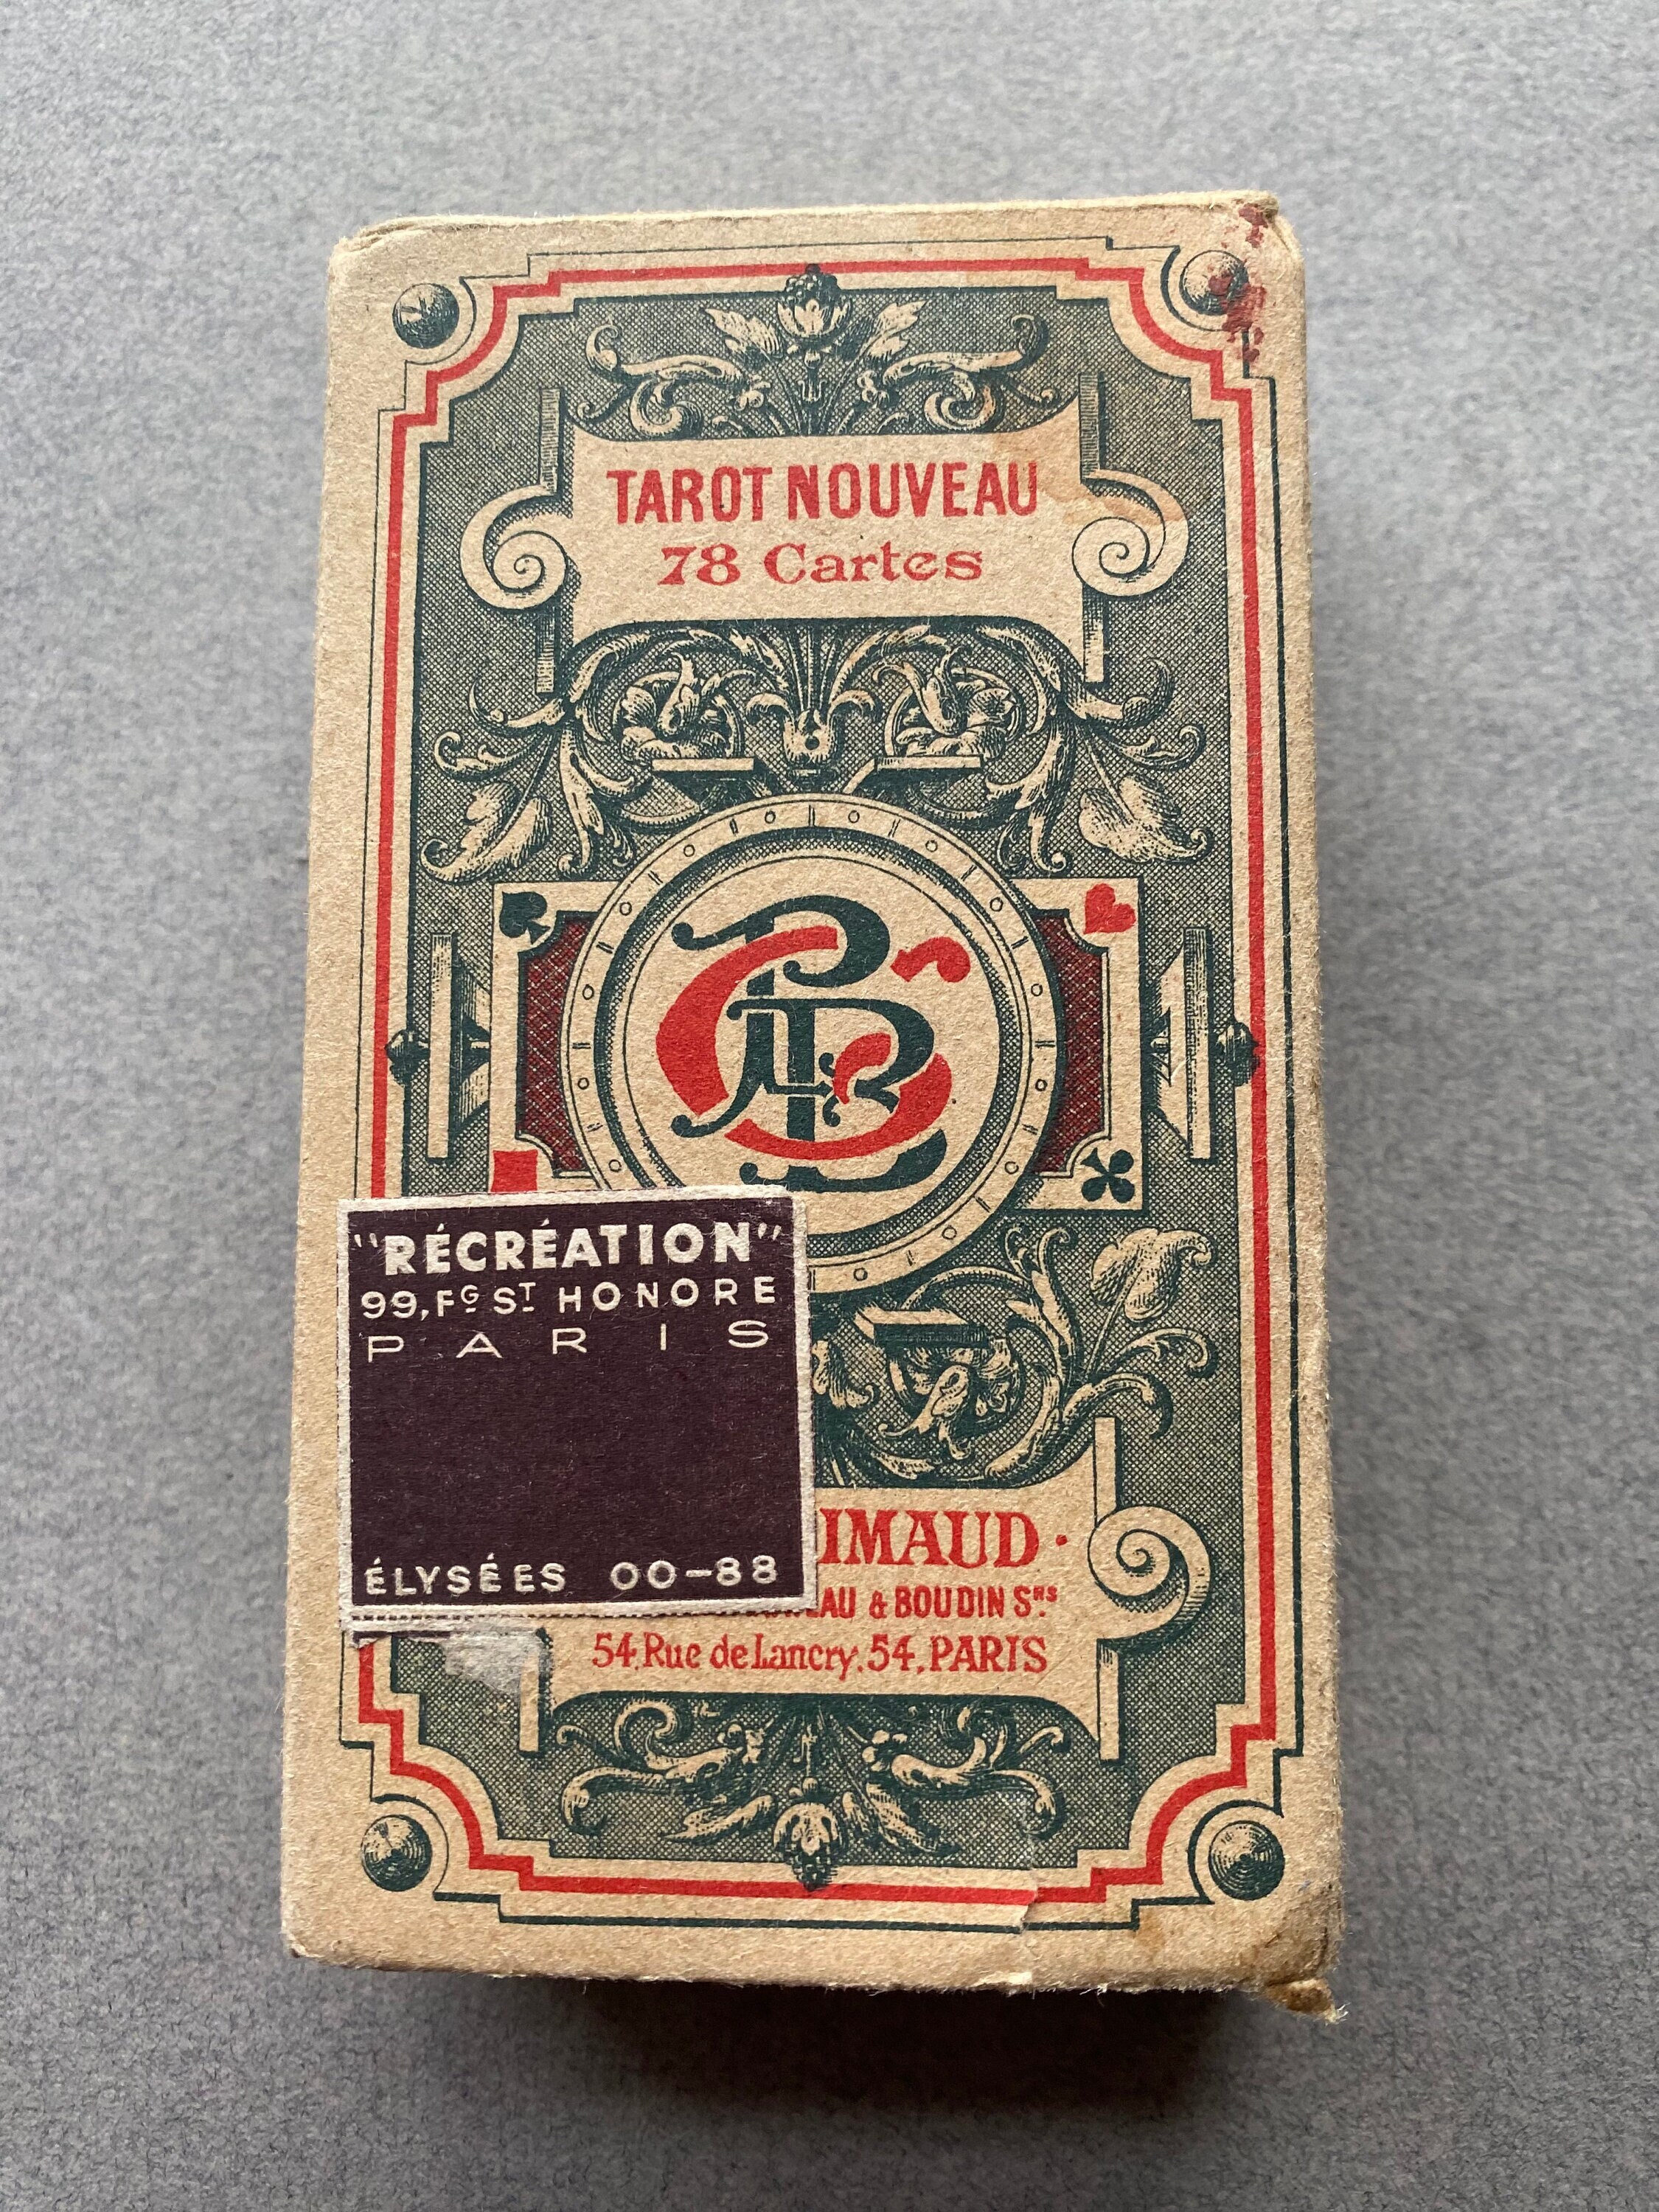 TAROT NOUVEAU
78 Cartes
"RÉCRÉATION"
99, Fg St HONORE
PARIS
ÉLYSÉES 00-88
IMAUD ·
AU & BOUDIN Srs
54, Rue de Lancry, 54, PARIS